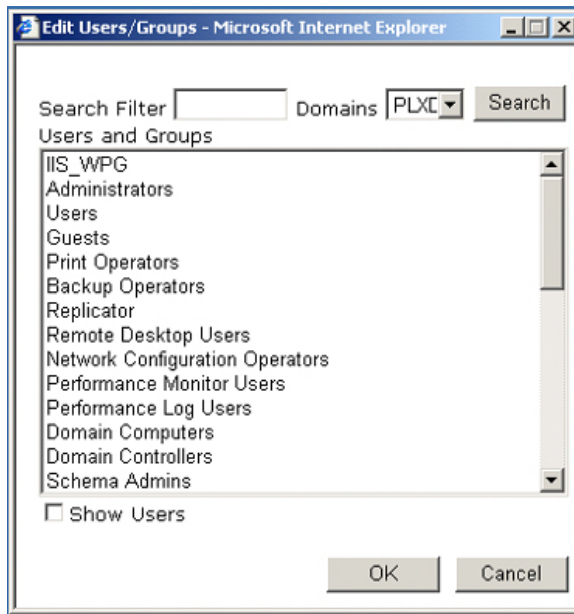 Edit Users/Groups - Microsoft Internet Explorer
Search Filter Domains PLXD Search
Users and Groups
IIS_WPG
Administrators
Users
Guests
Print Operators
Backup Operators
Replicator
Remote Desktop Users
Network Configuration Operators
Performance Monitor Users
Performance Log Users
Domain Computers
Domain Controllers
Schema Admins
Show Users
OK Cancel